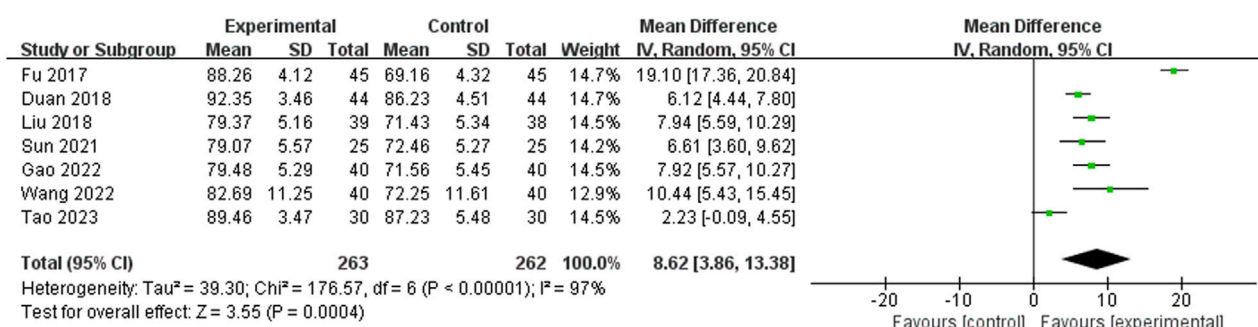 Experimental Control Mean Difference Mean Difference
Study or Subgroup Mean SD Total Mean SD Total Weight IV, Random, 95% CI IV, Random, 95% CI
Fu 2017 88.26 4.12 45 69.16 4.32 45 14.7% 19.10 [17.36, 20.84]
Duan 2018 92.35 3.46 44 86.23 4.51 44 14.7% 6.12 [4.44, 7.80]
Liu 2018 79.37 5.16 39 71.43 5.34 38 14.5% 7.94 [5.59, 10.29]
Sun 2021 79.07 5.57 25 72.46 5.27 25 14.1% 6.61 [3.60, 9.62]
Gao 2022 79.48 5.29 40 71.56 5.45 40 14.5% 7.92 [5.57, 10.27]
Wang 2022 82.69 11.25 40 72.25 11.61 40 12.9% 10.44 [5.43, 15.45]
Tao 2023 89.46 3.47 30 87.23 5.48 30 14.5% 2.23 [-0.09, 4.55]
Total (95% CI) 263 262 100.0% 8.62 [3.86, 13.38]
Heterogeneity: Tau² = 39.30; Chi² = 176.57, df = 6 (P < 0.00001); I² = 97%
Test for overall effect: Z = 3.55 (P = 0.0004)
-20 -10 0 10 20
Favours [control] Favours [experimental]